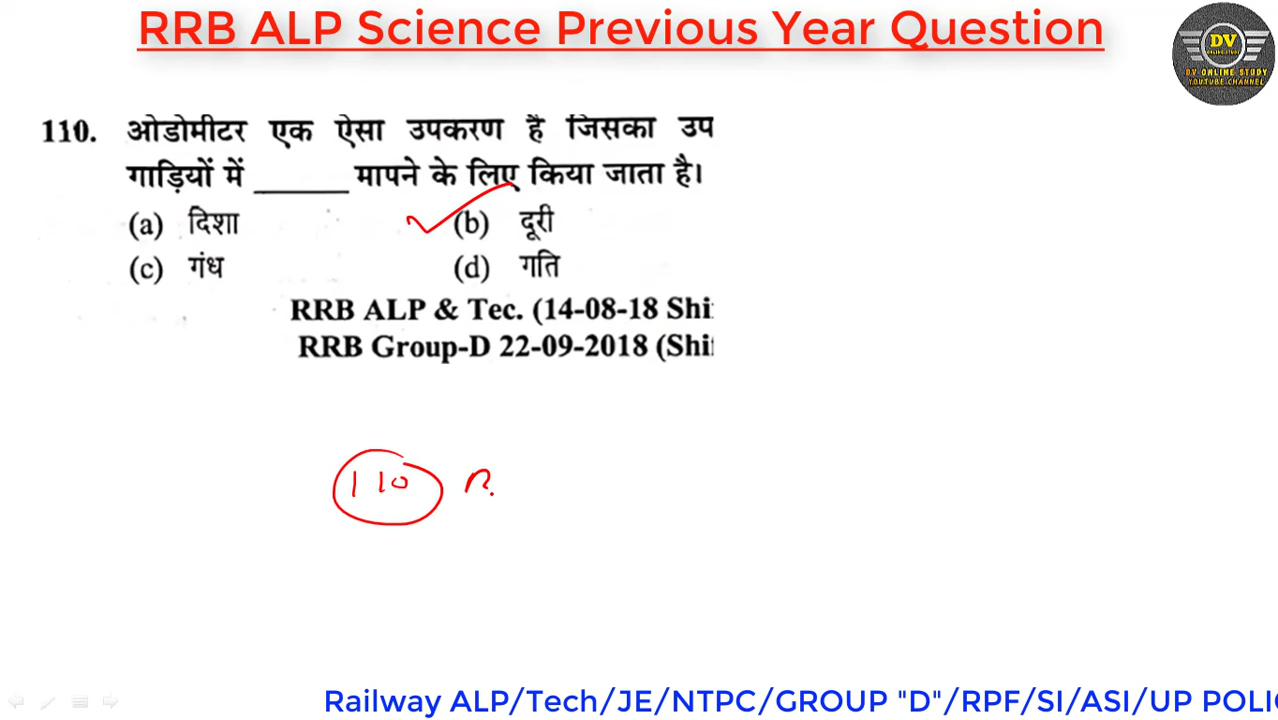 RRB ALP Science Previous Year Question
DV
ONLINE STUDY
DV ONLINE STUDY
YOUTUBE CHANNEL
110. ओडोमीटर एक ऐसा उपकरण है जिसका उप
गाड़ियों में ______ मापने के लिए किया जाता है।
(a) दिशा (b) दूरी
(c) गंध (d) गति
RRB ALP & Tec. (14-08-18 Shi
RRB Group-D 22-09-2018 (Shi
110
Railway ALP/Tech/JE/NTPC/GROUP "D"/RPF/SI/ASI/UP POLI